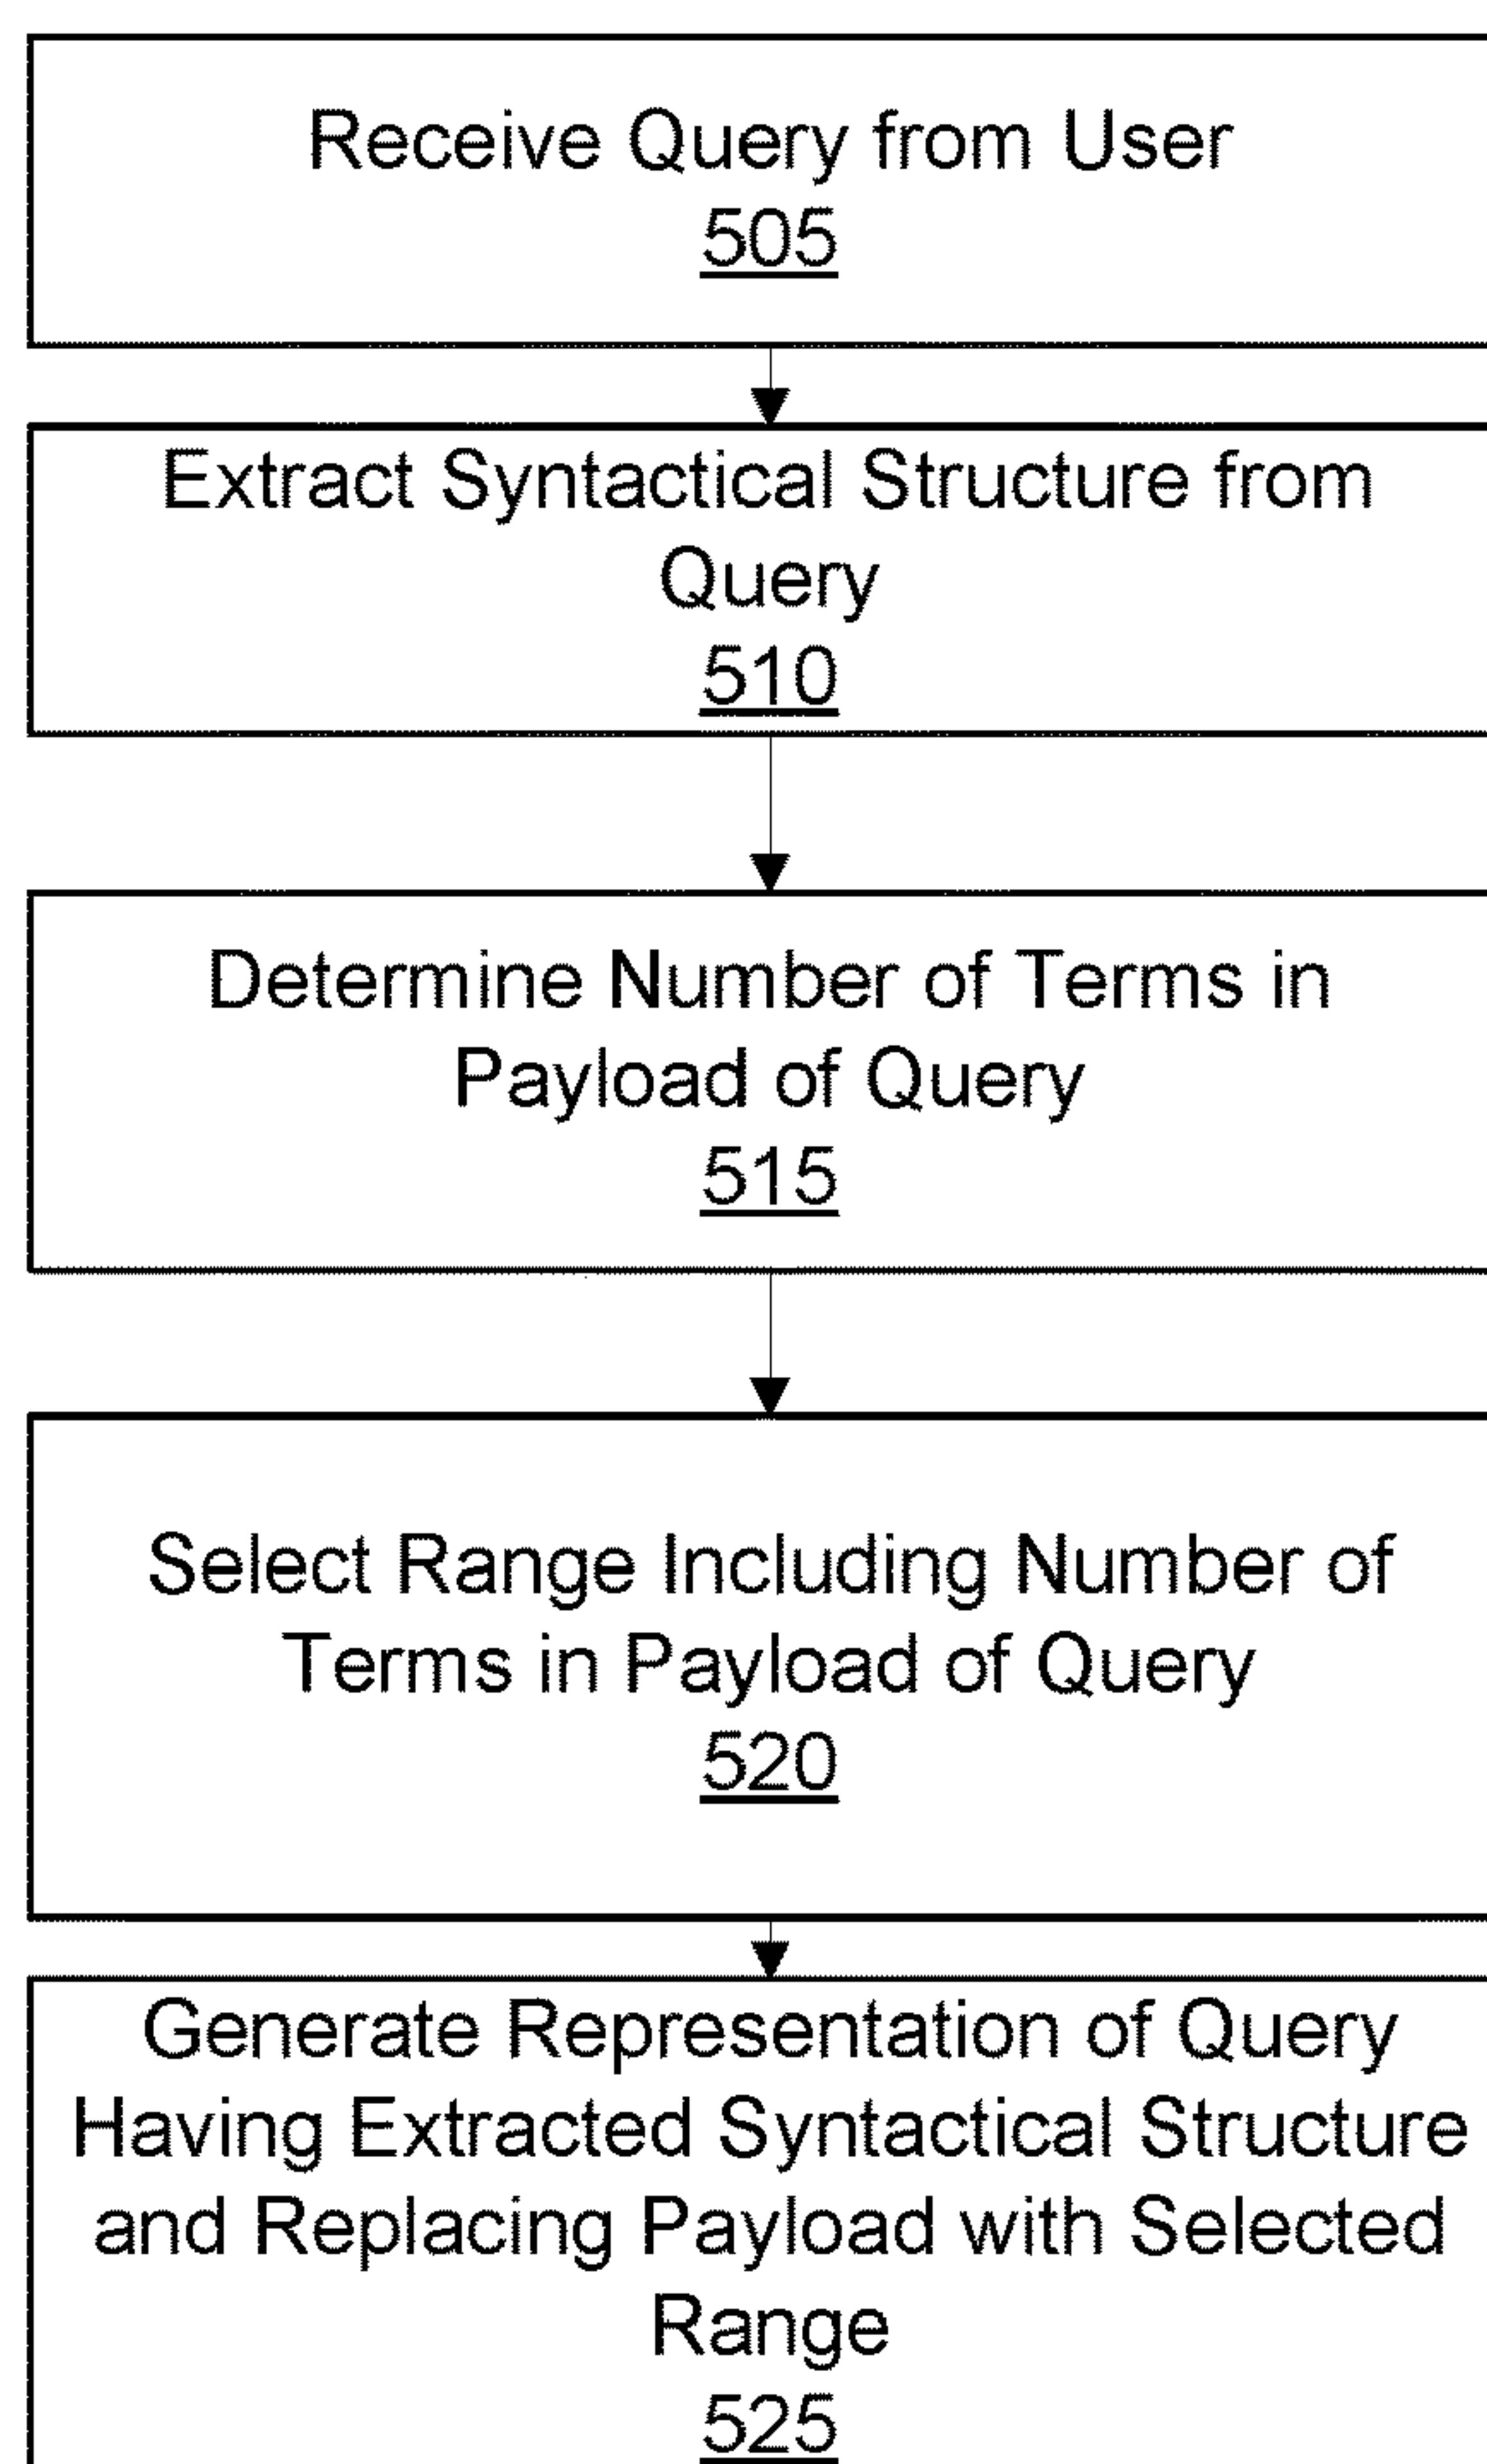 Receive Query from User
505
Extract Syntactical Structure from
Query
510
Determine Number of Terms in
Payload of Query
515
Select Range Including Number of
Terms in Payload of Query
520
Generate Representation of Query
Having Extracted Syntactical Structure
and Replacing Payload with Selected
Range
525